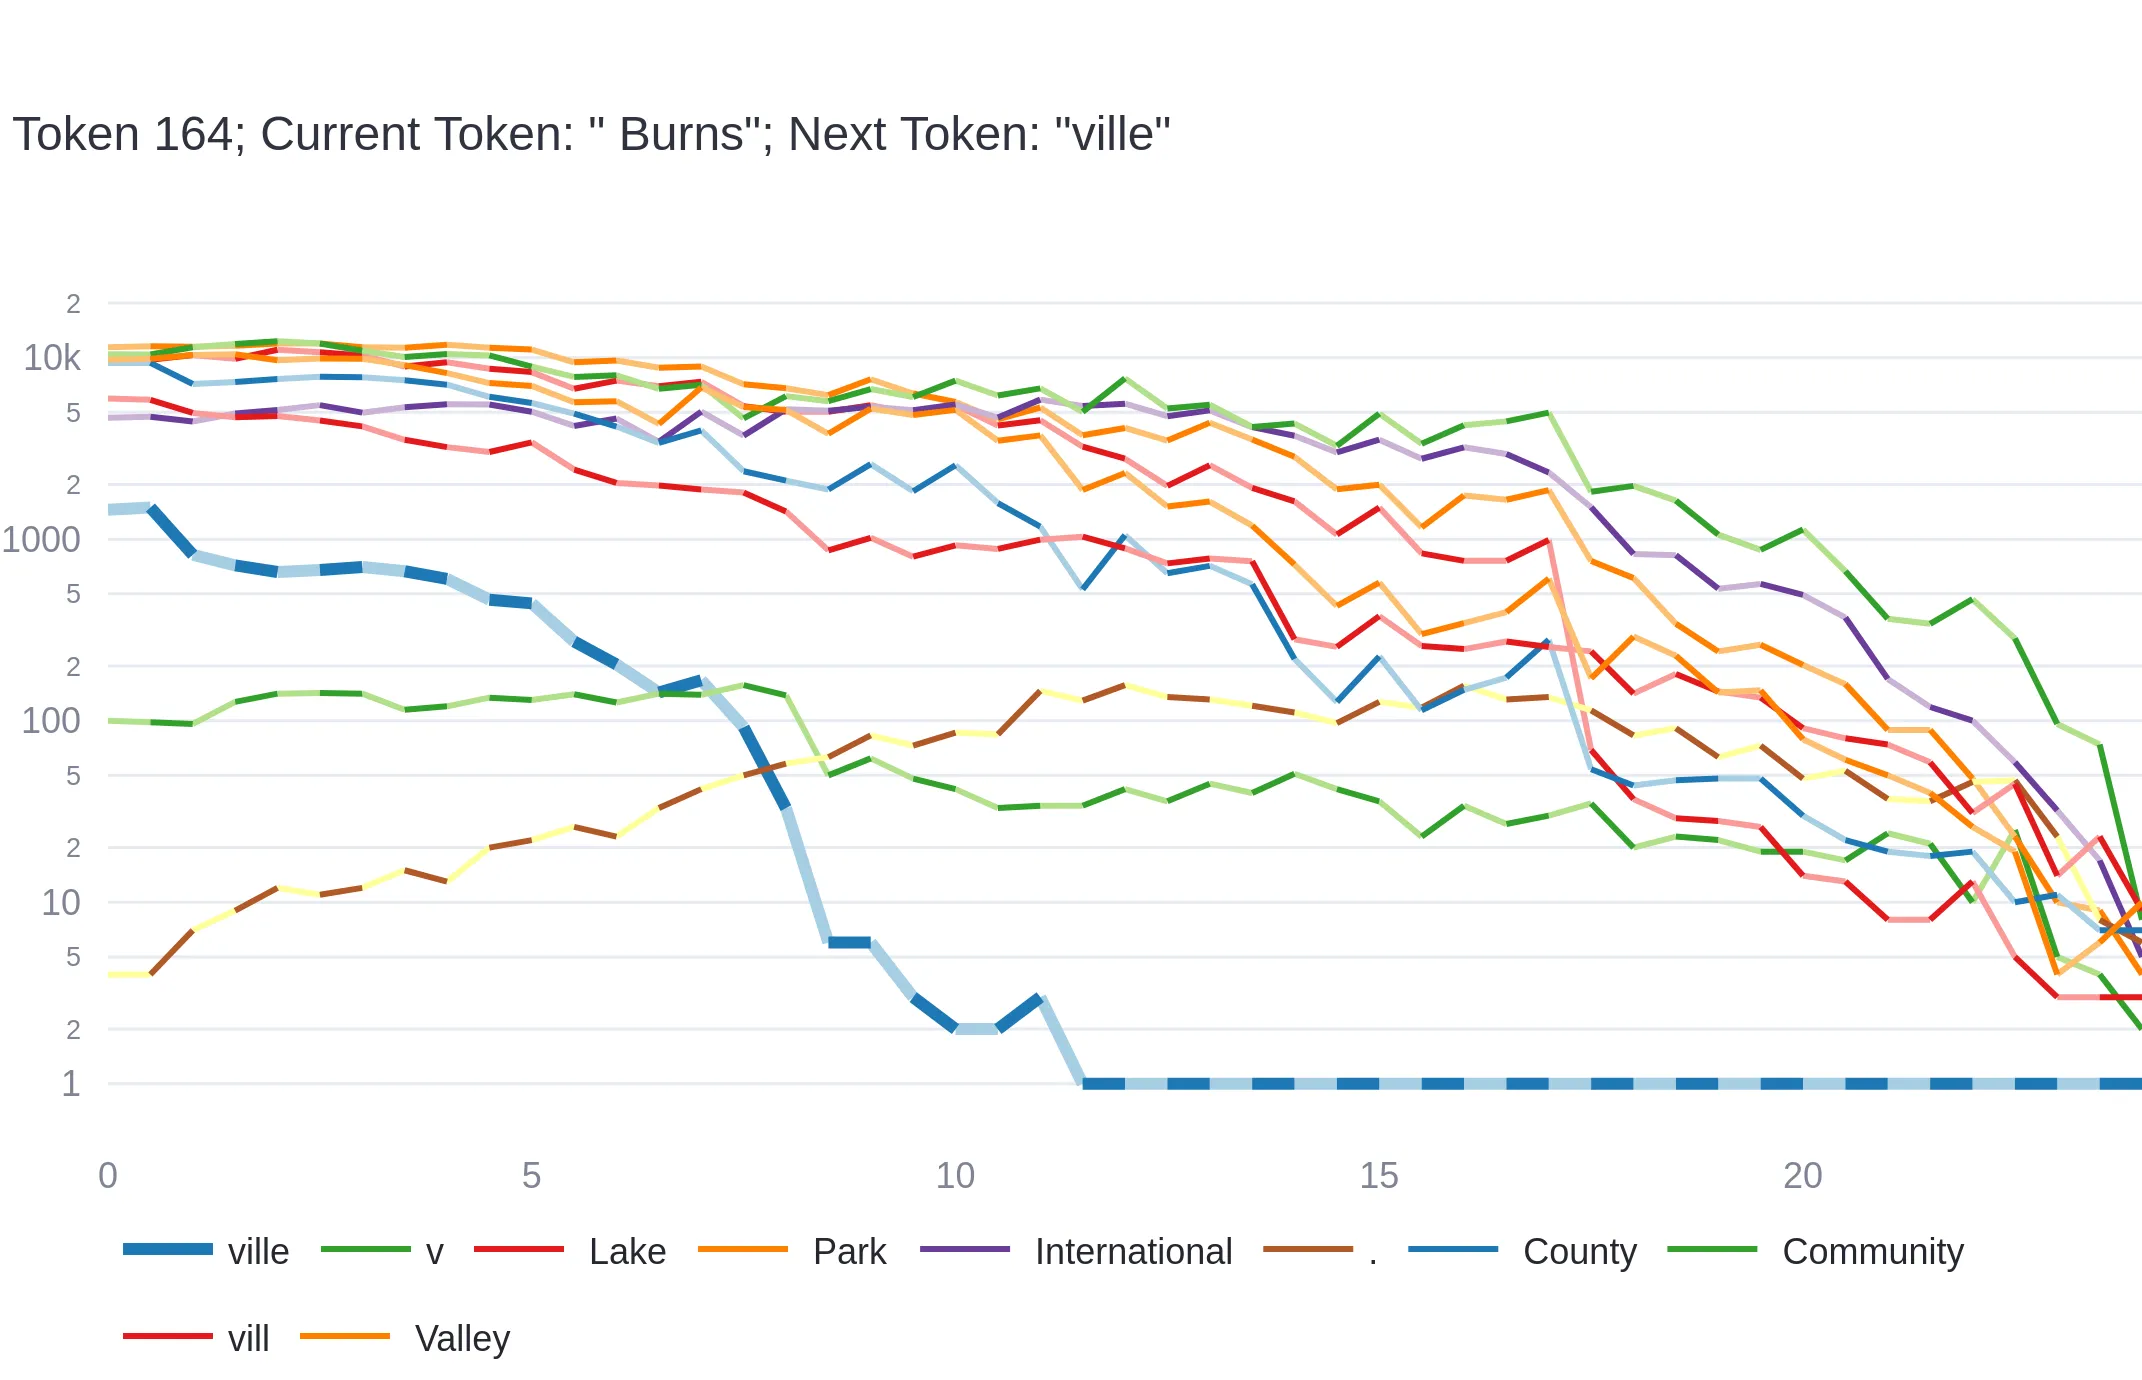 Token 164; Current Token: " Burns"; Next Token: "ville"
2
10k
5
2
1000
5
2
100
5
2
10
5
2
1
0 5 10 15 20
ville v Lake Park International . County Community
vill Valley